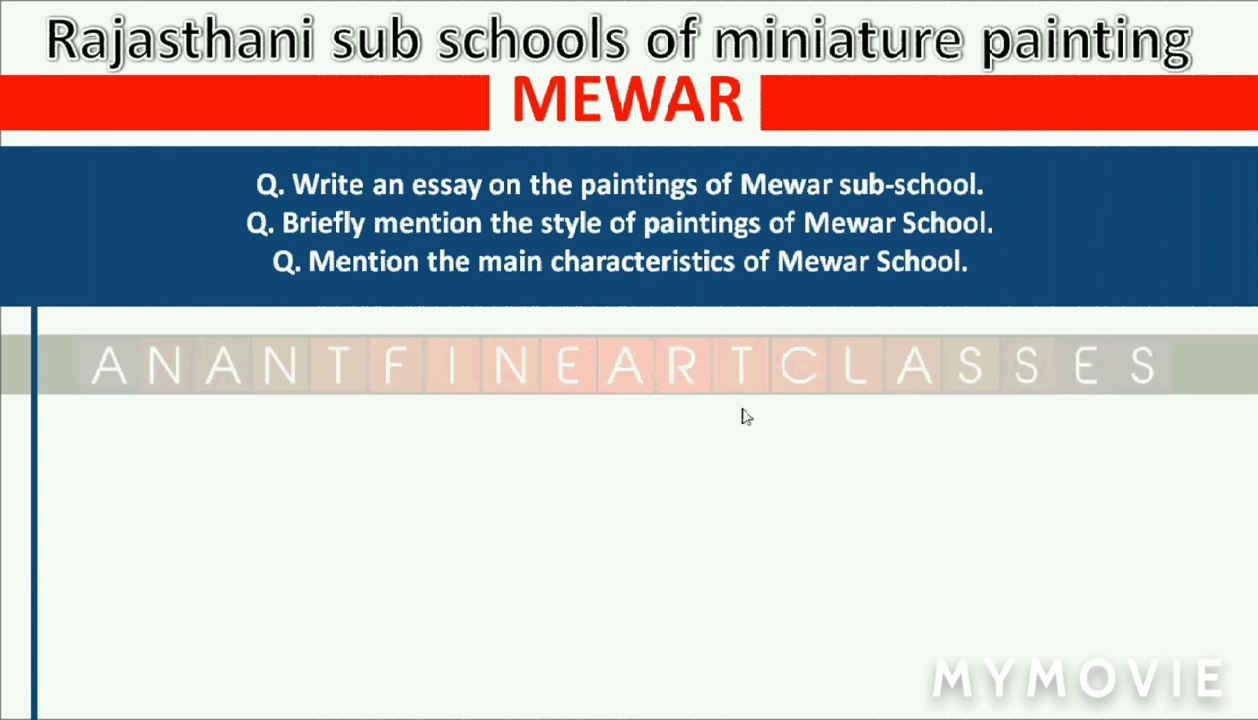 Rajasthani sub schools of miniature painting
MEWAR
Q. Write an essay on the paintings of Mewar sub-school.
Q. Briefly mention the style of paintings of Mewar School.
Q. Mention the main characteristics of Mewar School.
ANANTFINEARTCLASSES
MYMOVIE